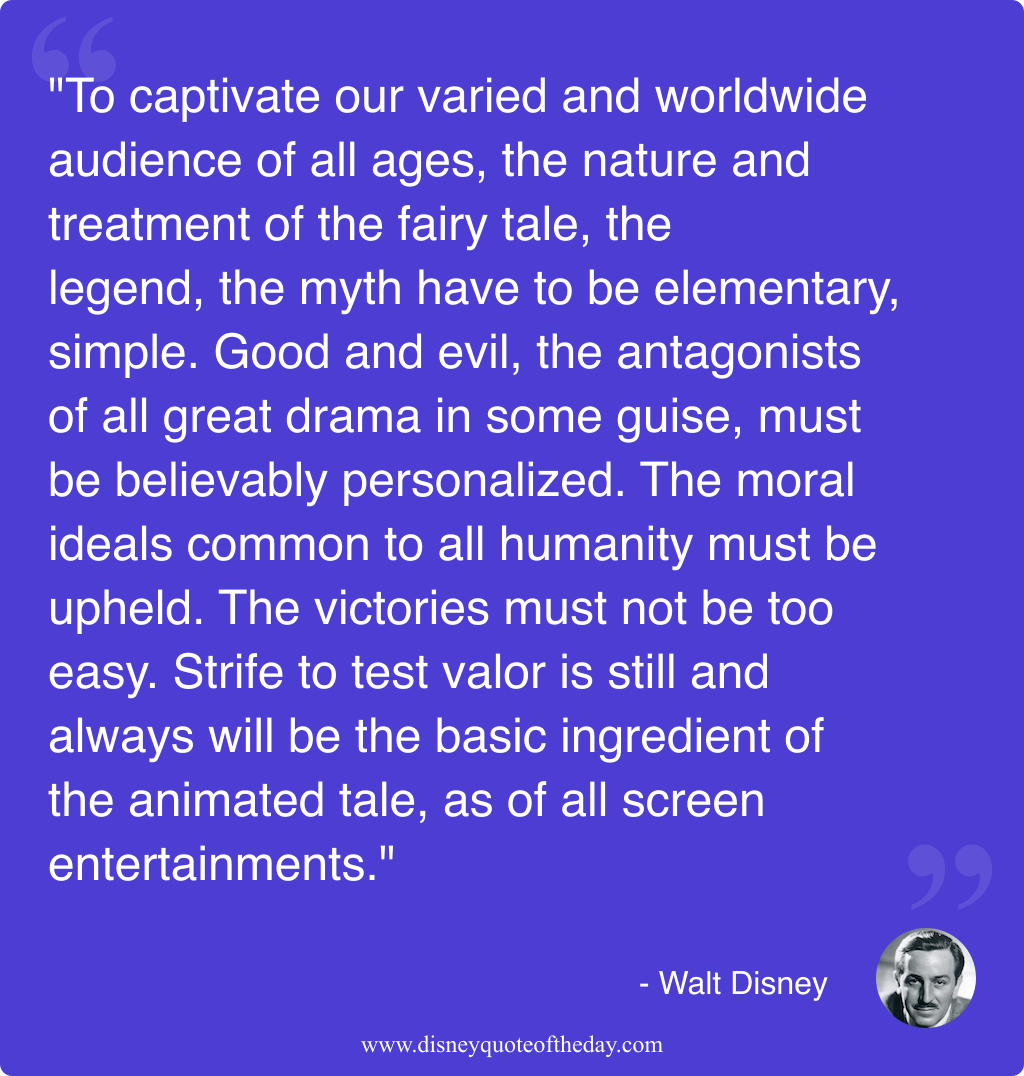 "To captivate our varied and worldwide
audience of all ages, the nature and
treatment of the fairy tale, the
legend, the myth have to be elementary,
simple. Good and evil, the antagonists
of all great drama in some guise, must
be believably personalized. The moral
ideals common to all humanity must be
upheld. The victories must not be too
easy. Strife to test valor is still and
always will be the basic ingredient of
the animated tale, as of all screen
entertainments."
- Walt Disney
www.disneyquoteoftheday.com